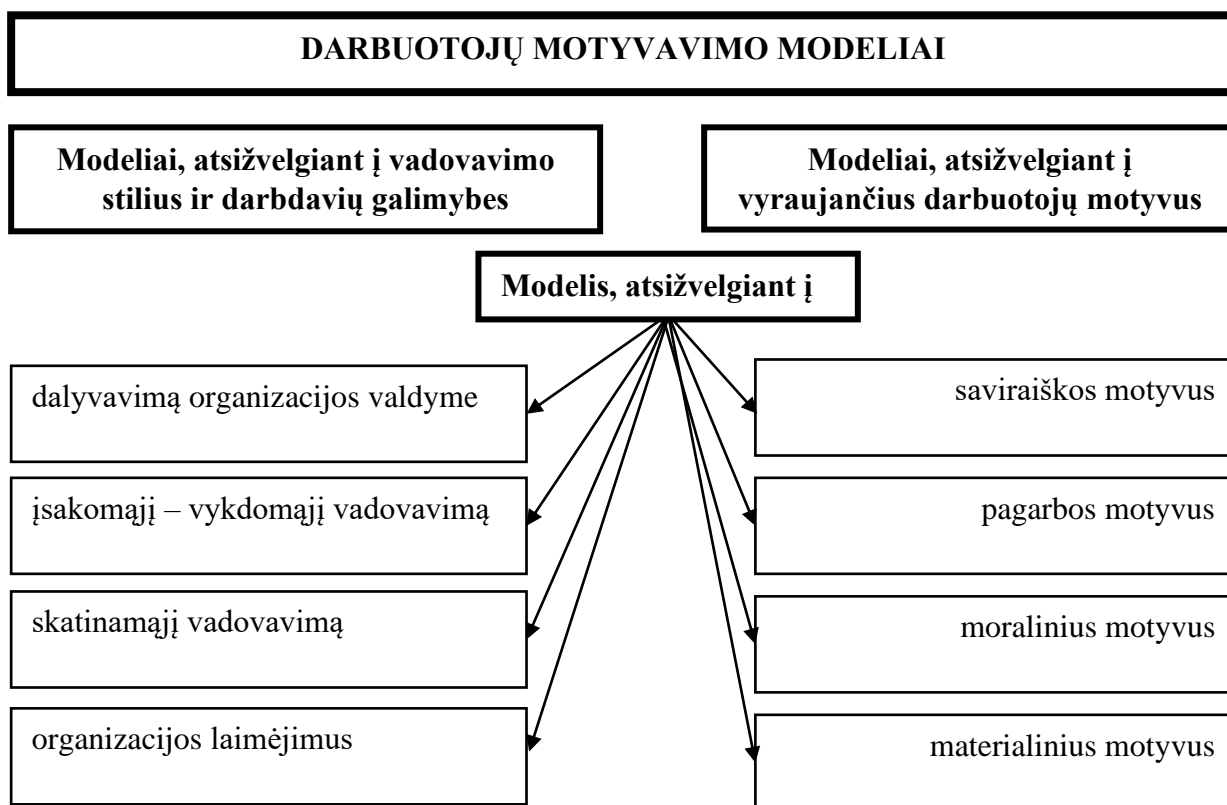 DARBUOTOJŲ MOTYVAVIMO MODELIAI
Modeliai, atsižvelgiant į vadovavimo
stilius ir darbdavių galimybes
Modeliai, atsižvelgiant į
vyraujančius darbuotojų motyvus
Modelis, atsižvelgiant į
dalyvavimą organizacijos valdyme
saviraiškos motyvus
įsakomąjį – vykdomąjį vadovavimą
pagarbos motyvus
skatinamąjį vadovavimą
moralinius motyvus
organizacijos laimėjimus
materialinius motyvus